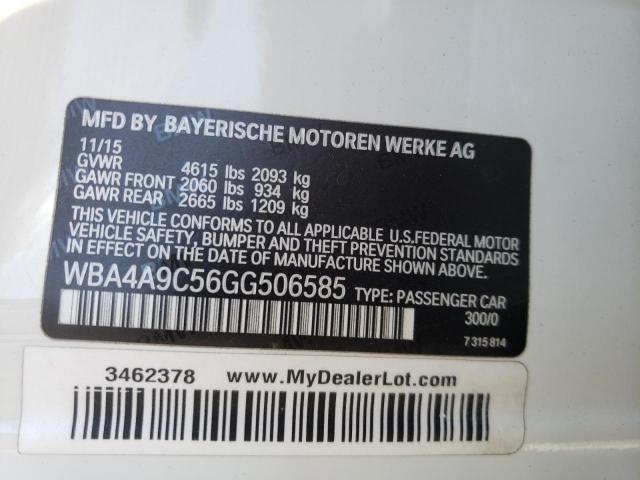 MFD BY BAYERISCHE MOTOREN WERKE AG
11/15
GVWR 4615 lbs 2093 kg
GAWR FRONT 2060 lbs 934 kg
GAWR REAR 2665 lbs 1209 kg
THIS VEHICLE CONFORMS TO ALL APPLICABLE U.S.FEDERAL MOTOR
VEHICLE SAFETY, BUMPER AND THEFT PREVENTION STANDARDS
IN EFFECT ON THE DATE OF MANUFACTURE SHOWN ABOVE.
WBA4A9C56GG506585 TYPE: PASSENGER CAR
300/0
7 315 814
3462378 www.MyDealerLot.com